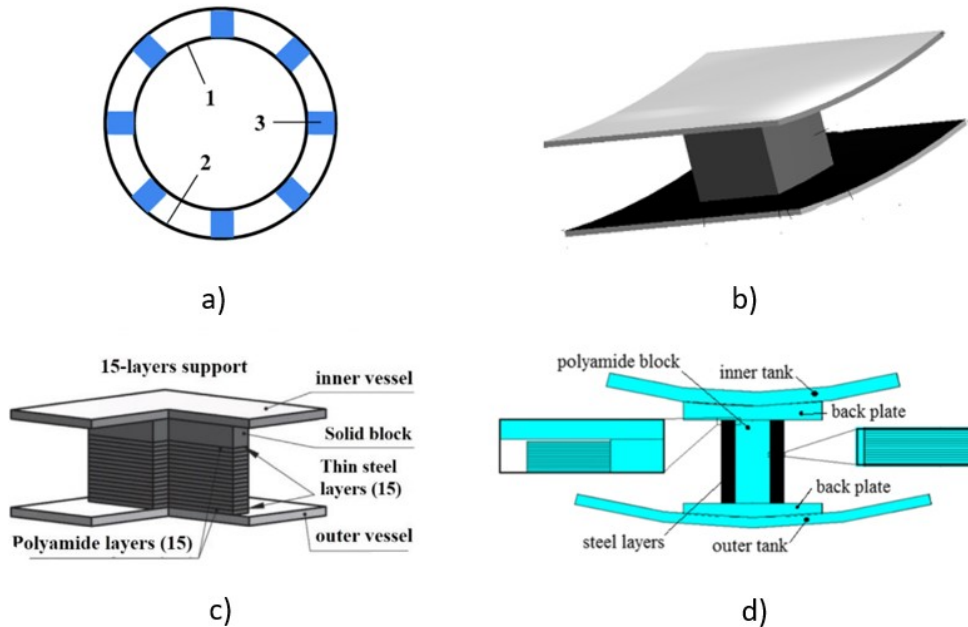 1
3
2
a)
b)
15-layers support
inner vessel
Solid block
Thin steel
layers (15)
Polyamide layers (15)
outer vessel
c)
polyamide block
inner tank
back plate
back plate
steel layers
outer tank
d)